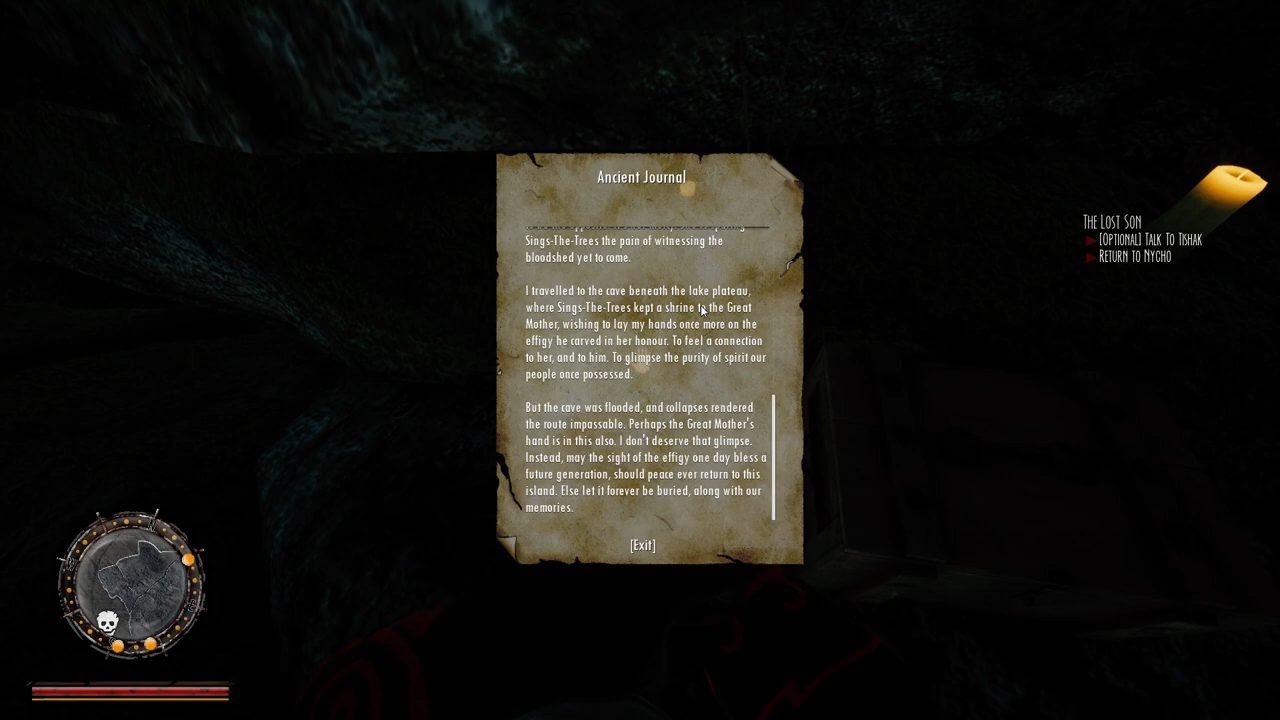 Ancient Journal
Sings-The-Trees the pain of witnessing the
bloodshed yet to come.
I travelled to the cave beneath the lake plateau,
where Sings-The-Trees kept a shrine to the Great
Mother, wishing to lay my hands once more on the
effigy he carved in her honour. To feel a connection
to her, and to him. To glimpse the purity of spirit our
people once possessed.
But the cave was flooded, and collapses rendered
the route impassable. Perhaps the Great Mother's
hand is in this also. I don't deserve that glimpse.
Instead, may the sight of the effigy one day bless a
future generation, should peace ever return to this
island. Else let it forever be buried, along with our
memories.
[Exit]
The Lost Son
[Optional] Talk To Tishak
Return to Nycho